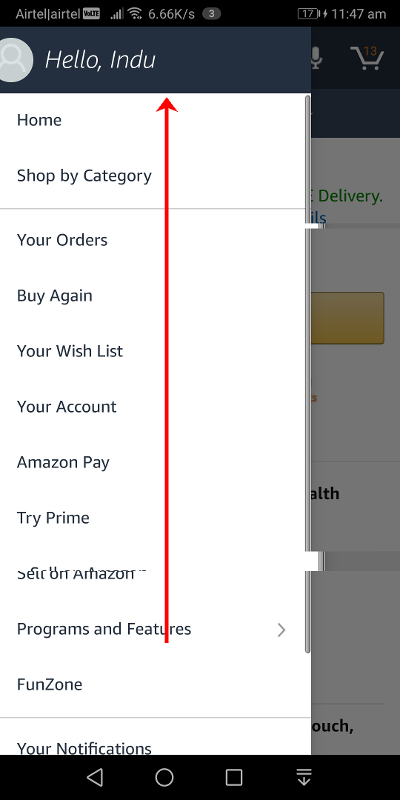 Airtel|airtel VoLTE 6.66K/s 3 17 11:47 am
Hello, Indu
13
Home
Shop by Category
Delivery.
ils
Your Orders
Buy Again
Your Wish List
Your Account
Amazon Pay
alth
Try Prime
Sell on Amazon
Programs and Features
FunZone
ouch,
Your Notifications